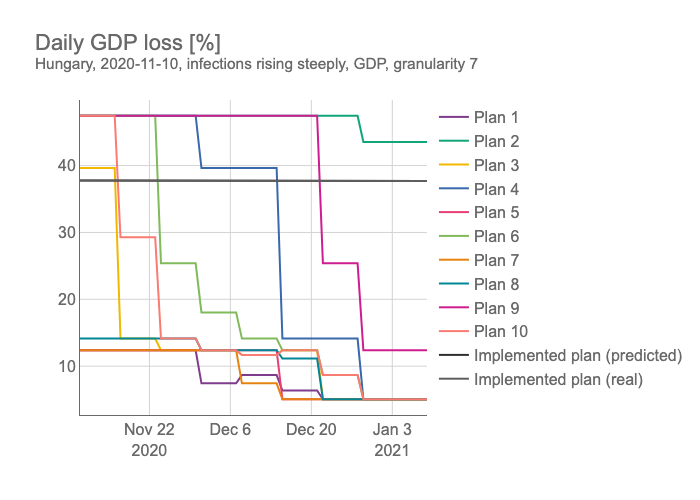 Daily GDP loss [%]
Hungary, 2020-11-10, infections rising steeply, GDP, granularity 7
40
30
20
10
Nov 22
2020
Dec 6
Dec 20
Jan 3
2021
Plan 1
Plan 2
Plan 3
Plan 4
Plan 5
Plan 6
Plan 7
Plan 8
Plan 9
Plan 10
Implemented plan (predicted)
Implemented plan (real)